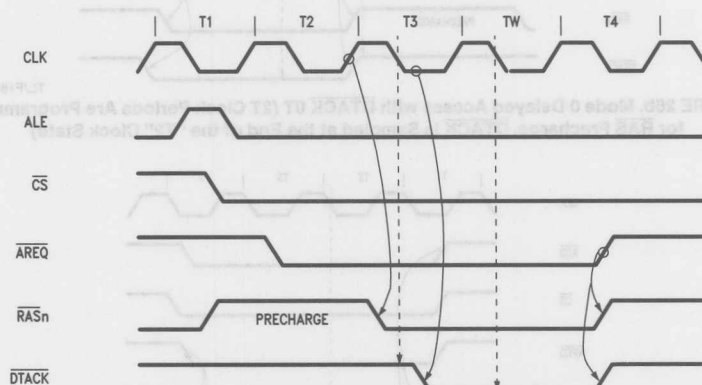 T1 T2 T3 TW T4
CLK
ALE
CS
AREQ
RASn
PRECHARGE
DTACK